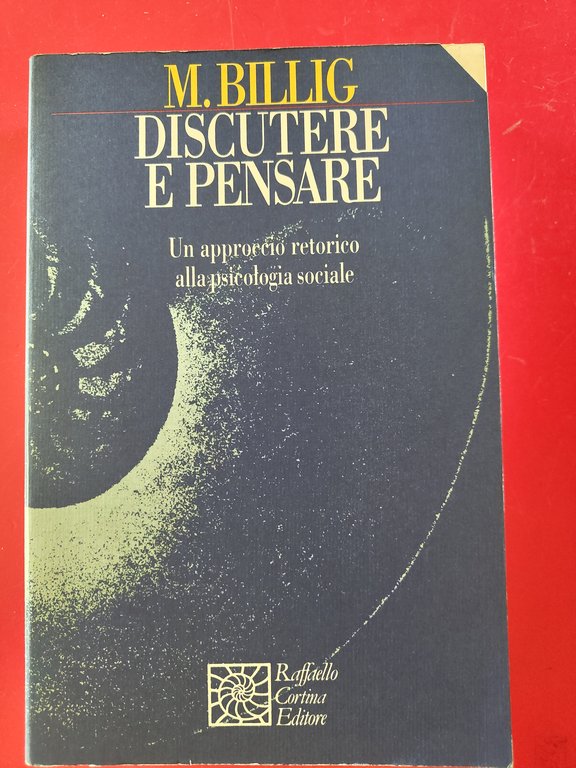 M. BILLIG
DISCUTERE
E PENSARE
Un approccio retorico
alla psicologia sociale
Raffaello
Cortina
Editore